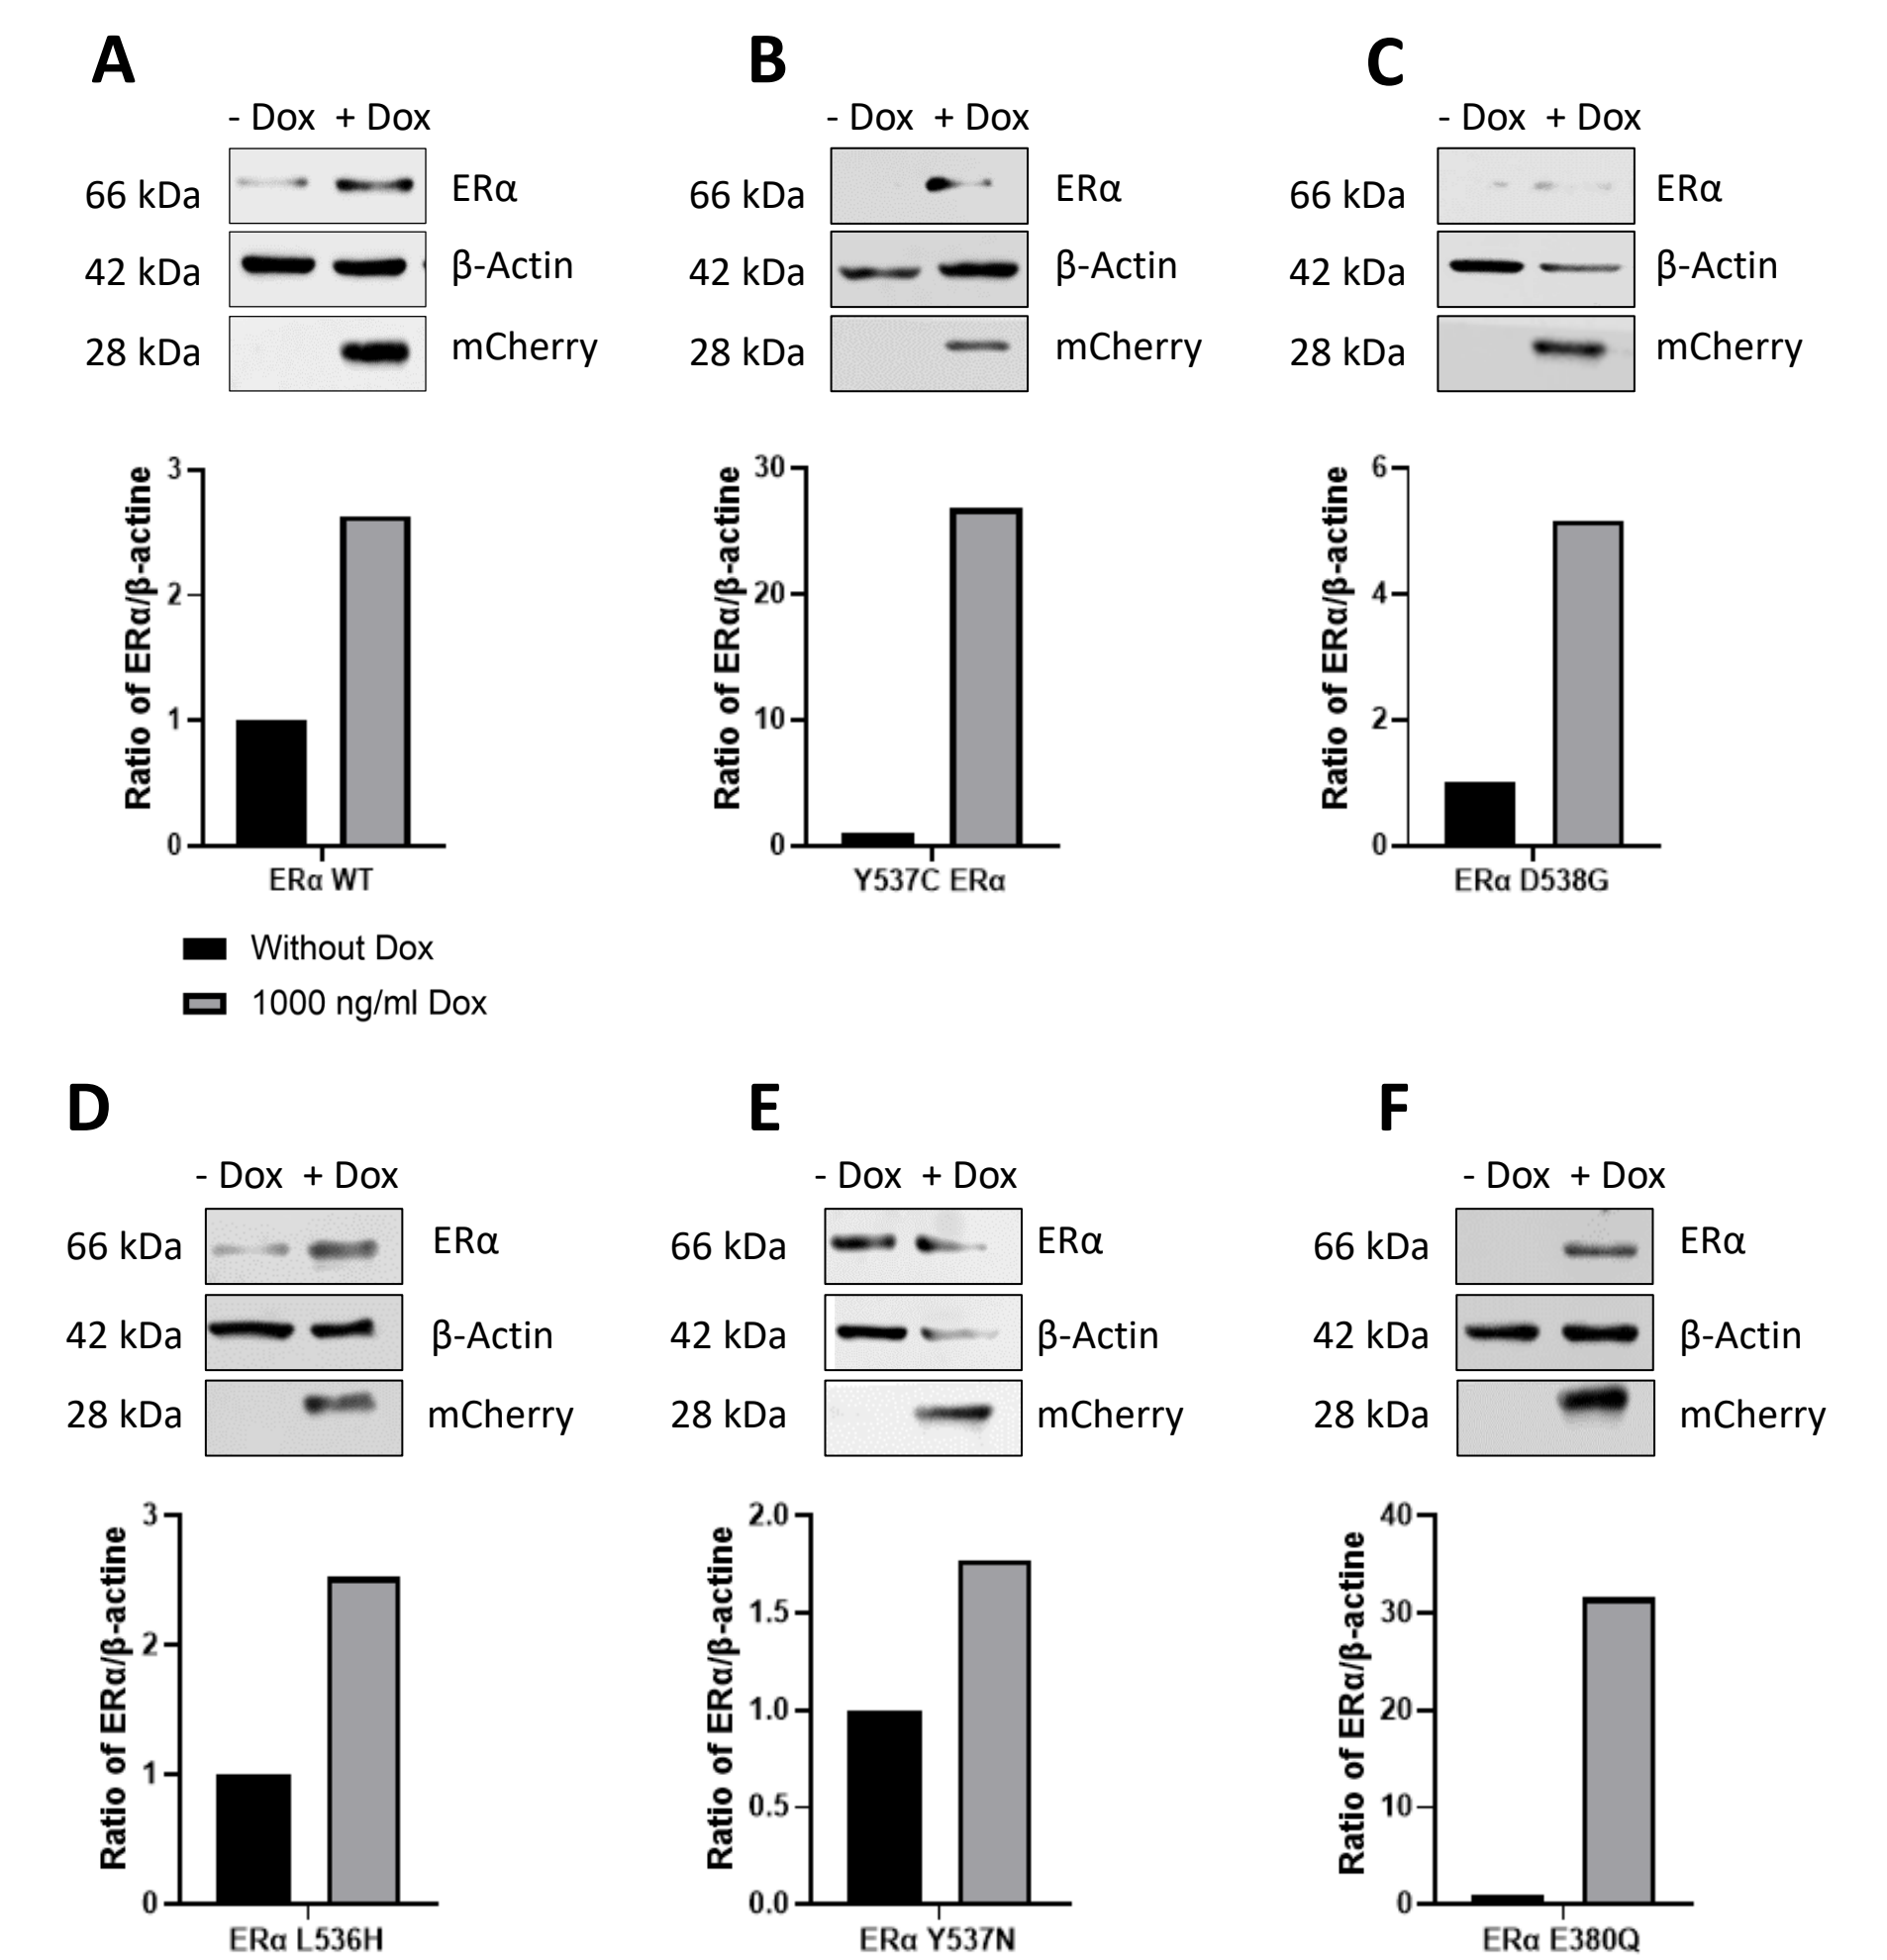 A
B
C
- Dox + Dox
- Dox + Dox
- Dox + Dox
66 kDa
ERα
66 kDa
ERα
66 kDa
ERα
42 kDa
β-Actin
42 kDa
β-Actin
42 kDa
β-Actin
28 kDa
mCherry
28 kDa
mCherry
28 kDa
mCherry
Ratio of ERα/β-actine
3
2
1
0
ERα WT
Ratio of ERα/β-actine
30
20
10
0
Y537C ERα
Ratio of ERα/β-actine
6
4
2
0
ERα D538G
Without Dox
1000 ng/ml Dox
D
E
F
- Dox + Dox
- Dox + Dox
- Dox + Dox
66 kDa
ERα
66 kDa
ERα
66 kDa
ERα
42 kDa
β-Actin
42 kDa
β-Actin
42 kDa
β-Actin
28 kDa
mCherry
28 kDa
mCherry
28 kDa
mCherry
Ratio of ERα/β-actine
3
2
1
0
ERα L536H
Ratio of ERα/β-actine
2.0
1.5
1.0
0.5
0.0
ERα Y537N
Ratio of ERα/β-actine
40
30
20
10
0
ERα E380Q